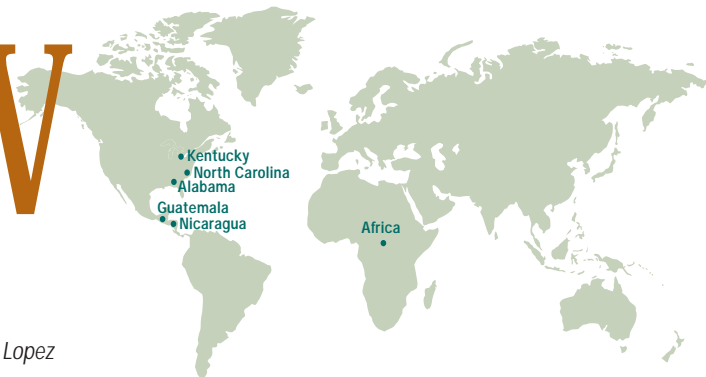 V
Kentucky
North Carolina
Alabama
Guatemala
Nicaragua
Africa
Lopez